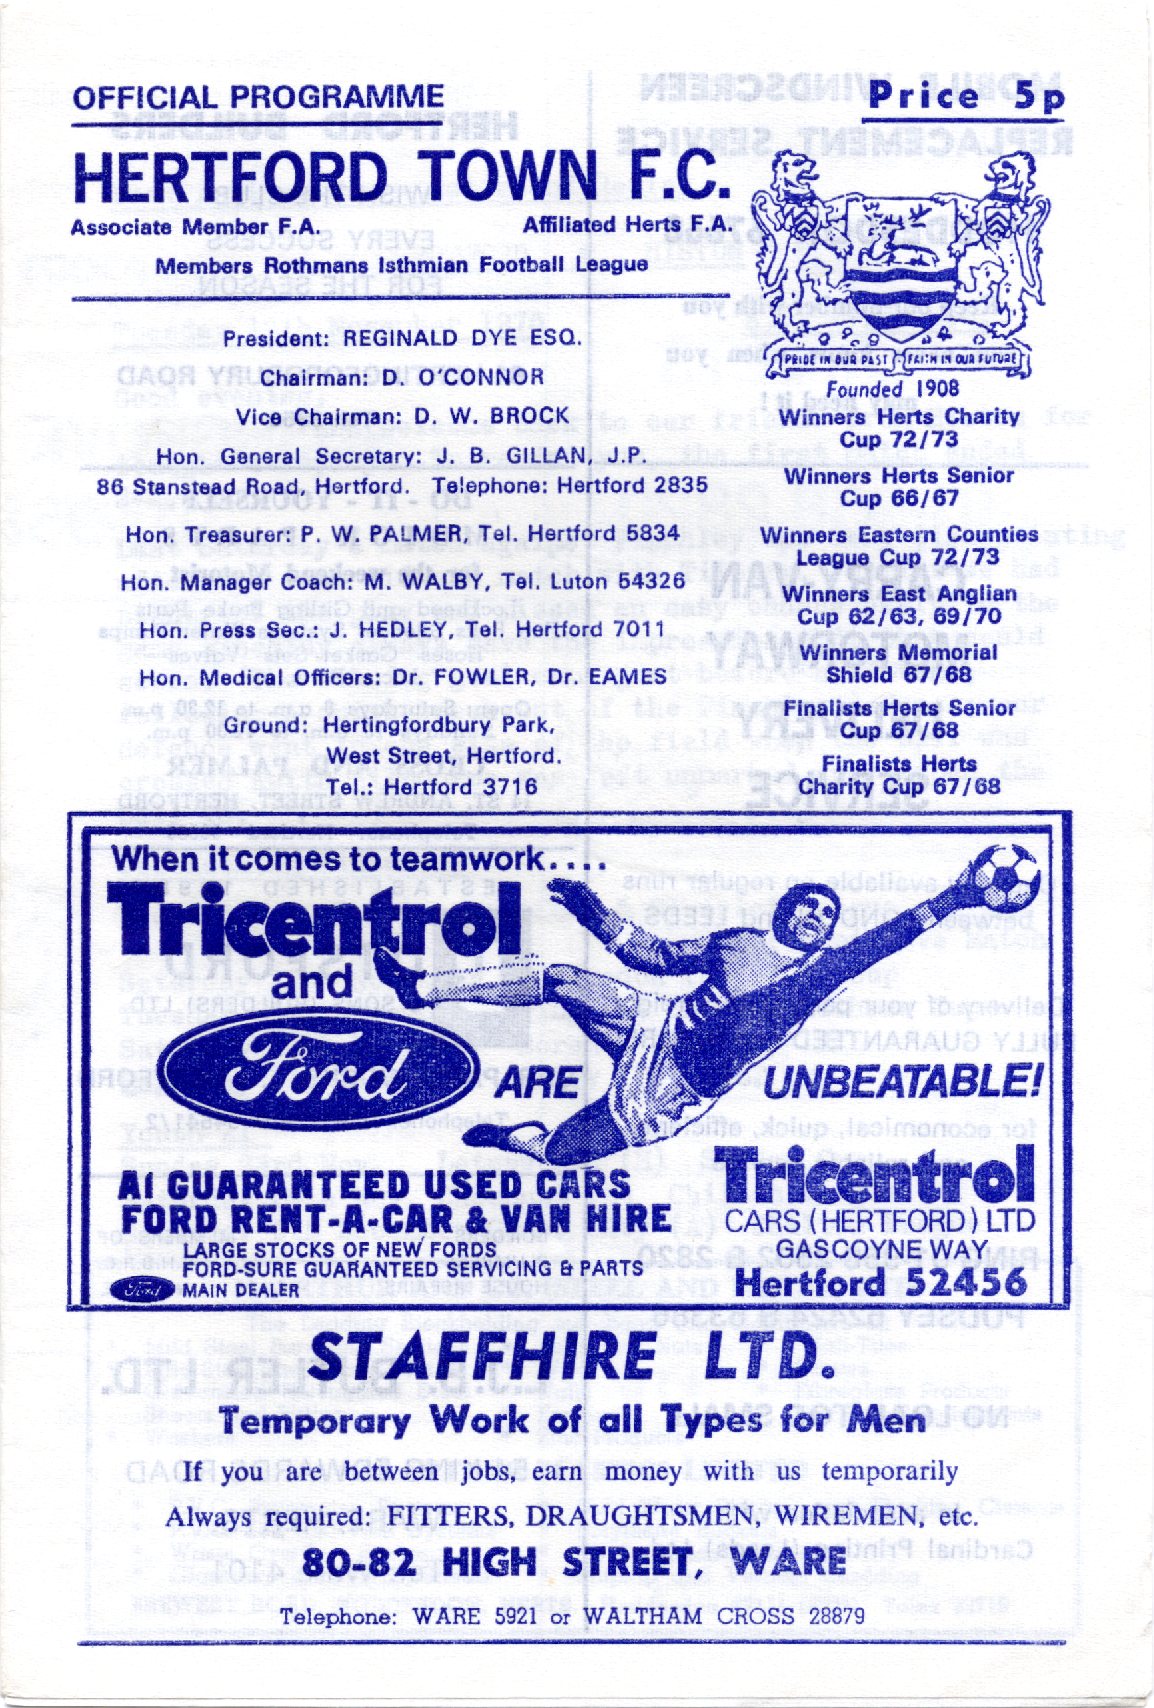 OFFICIAL PROGRAMME
Price 5p
HERTFORD TOWN F.C.
Associate Member F.A.
Affiliated Herts F.A.
Members Rothmans Isthmian Football League
PRIDE IN OUR PAST
FAITH IN OUR FUTURE
President: REGINALD DYE ESQ.
Chairman: D. O'CONNOR
Vice Chairman: D. W. BROCK
Hon. General Secretary: J. B. GILLAN, J.P.
86 Stanstead Road, Hertford. Telephone: Hertford 2835
Hon. Treasurer: P. W. PALMER, Tel. Hertford 5834
Hon. Manager Coach: M. WALBY, Tel. Luton 54326
Hon. Press Sec.: J. HEDLEY, Tel. Hertford 7011
Hon. Medical Officers: Dr. FOWLER, Dr. EAMES
Ground: Hertingfordbury Park,
West Street, Hertford.
Tel.: Hertford 3716
Founded 1908
Winners Herts Charity
Cup 72/73
Winners Herts Senior
Cup 66/67
Winners Eastern Counties
League Cup 72/73
Winners East Anglian
Cup 62/63, 69/70
Winners Memorial
Shield 67/68
Finalists Herts Senior
Cup 67/68
Finalists Herts
Charity Cup 67/68
When it comes to teamwork....
Tricentrol
and
Ford
ARE
UNBEATABLE!
A1 GUARANTEED USED CARS
FORD RENT-A-CAR & VAN HIRE
LARGE STOCKS OF NEW FORDS
FORD-SURE GUARANTEED SERVICING & PARTS
Ford MAIN DEALER
Tricentrol
CARS (HERTFORD) LTD
GASCOYNE WAY
Hertford 52456
STAFFHIRE LTD.
Temporary Work of all Types for Men
If you are between jobs, earn money with us temporarily
Always required: FITTERS, DRAUGHTSMEN, WIREMEN, etc.
80-82 HIGH STREET, WARE
Telephone: WARE 5921 or WALTHAM CROSS 28879